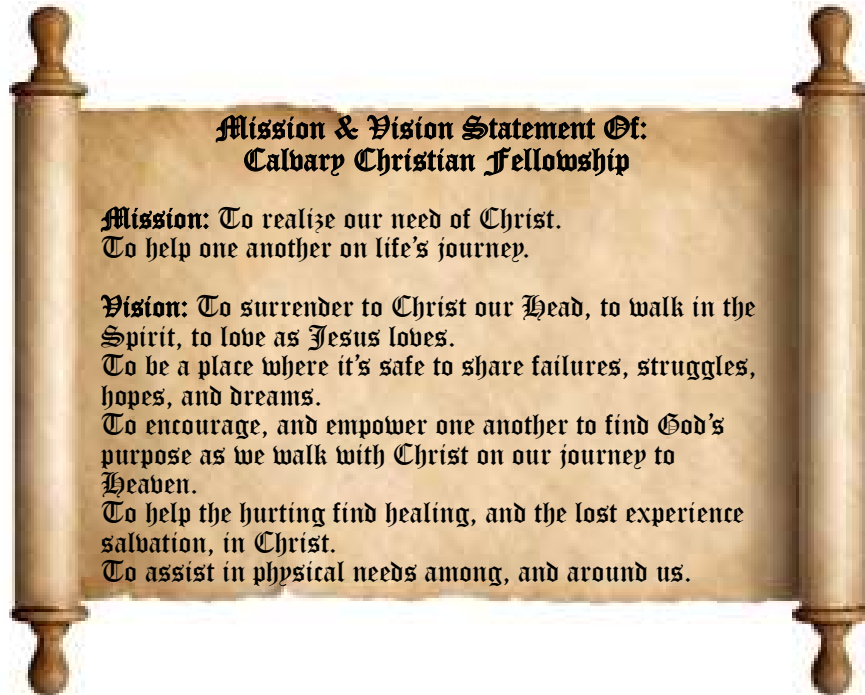 Mission & Vision Statement Of:
Calvary Christian Fellowship
Mission: To realize our need of Christ.
To help one another on life's journey.
Vision: To surrender to Christ our Head, to walk in the
Spirit, to love as Jesus loves.
To be a place where it's safe to share failures, struggles,
hopes, and dreams.
To encourage, and empower one another to find God's
purpose as we walk with Christ on our journey to
Heaven.
To help the hurting find healing, and the lost experience
salvation, in Christ.
To assist in physical needs among, and around us.